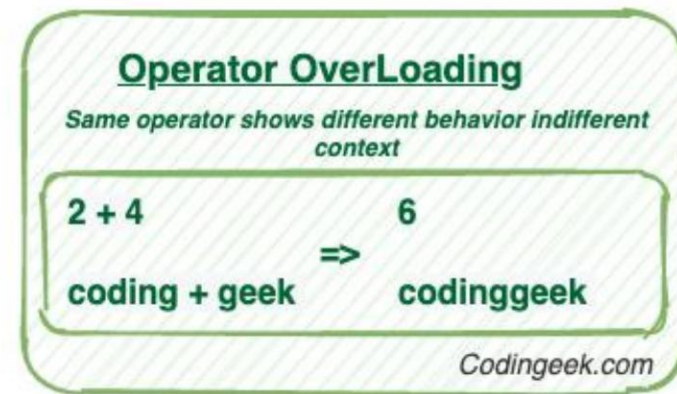 Operator OverLoading
Same operator shows different behavior indifferent
context
2 + 4 6
=>
coding + geek codinggeek
Codingeek.com